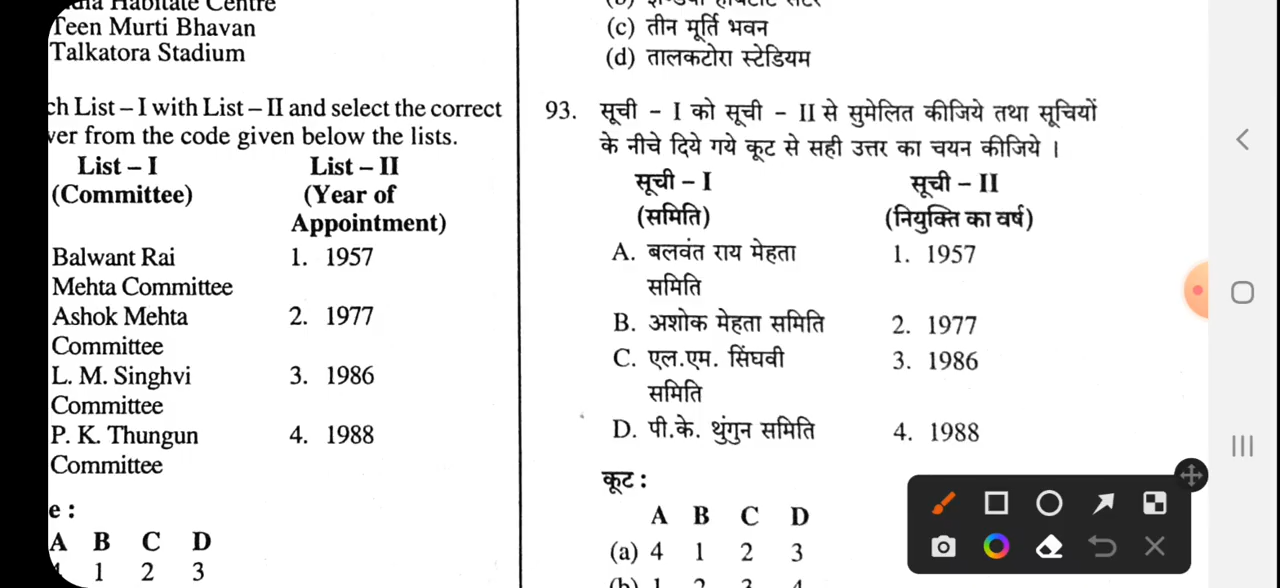 Habitate Centre
Teen Murti Bhavan
Talkatora Stadium
ch List – I with List – II and select the correct
ver from the code given below the lists.
List – I List – II
(Committee) (Year of
Appointment)
Balwant Rai 1. 1957
Mehta Committee
Ashok Mehta 2. 1977
Committee
L. M. Singhvi 3. 1986
Committee
P. K. Thungun 4. 1988
Committee
e :
A B C D
1 2 3
(c) तीन मूर्ति भवन
(d) तालकटोरा स्टेडियम
93. सूची – I को सूची – II से सुमेलित कीजिये तथा सूचियों
के नीचे दिये गये कूट से सही उत्तर का चयन कीजिये ।
सूची – I सूची – II
(समिति) (नियुक्ति का वर्ष)
A. बलवंत राय मेहता 1. 1957
समिति
B. अशोक मेहता समिति 2. 1977
C. एल.एम. सिंघवी 3. 1986
समिति
D. पी.के. थुंगुन समिति 4. 1988
कूट :
A B C D
(a) 4 1 2 3